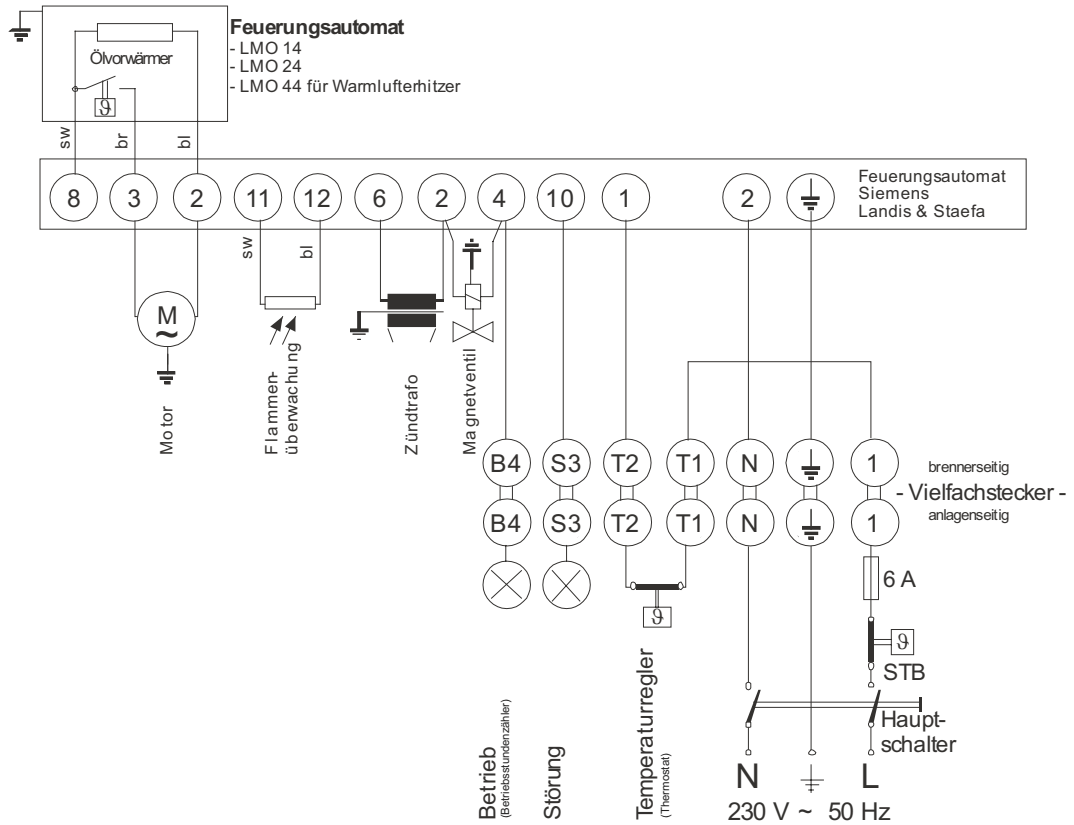 Feuerungsautomat
- LMO 14
- LMO 24
- LMO 44 für Warmlufterhitzer
Ölvorwärmer
ϑ
sw
br
bl
8
3
2
11
12
6
2
4
10
1
2
Feuerungsautomat
Siemens
Landis & Staefa
sw
bl
M
~
Motor
Flammen-
überwachung
Zündtrafo
Magnetventil
B4
S3
T2
T1
N
1
brennerseitig
- Vielfachstecker -
anlagenseitig
B4
S3
T2
T1
N
1
6 A
ϑ
ϑ
STB
Haupt-
schalter
Betrieb
(Betriebsstundenzähler)
Störung
Temperaturregler
(Thermostat)
N
L
230 V ~ 50 Hz